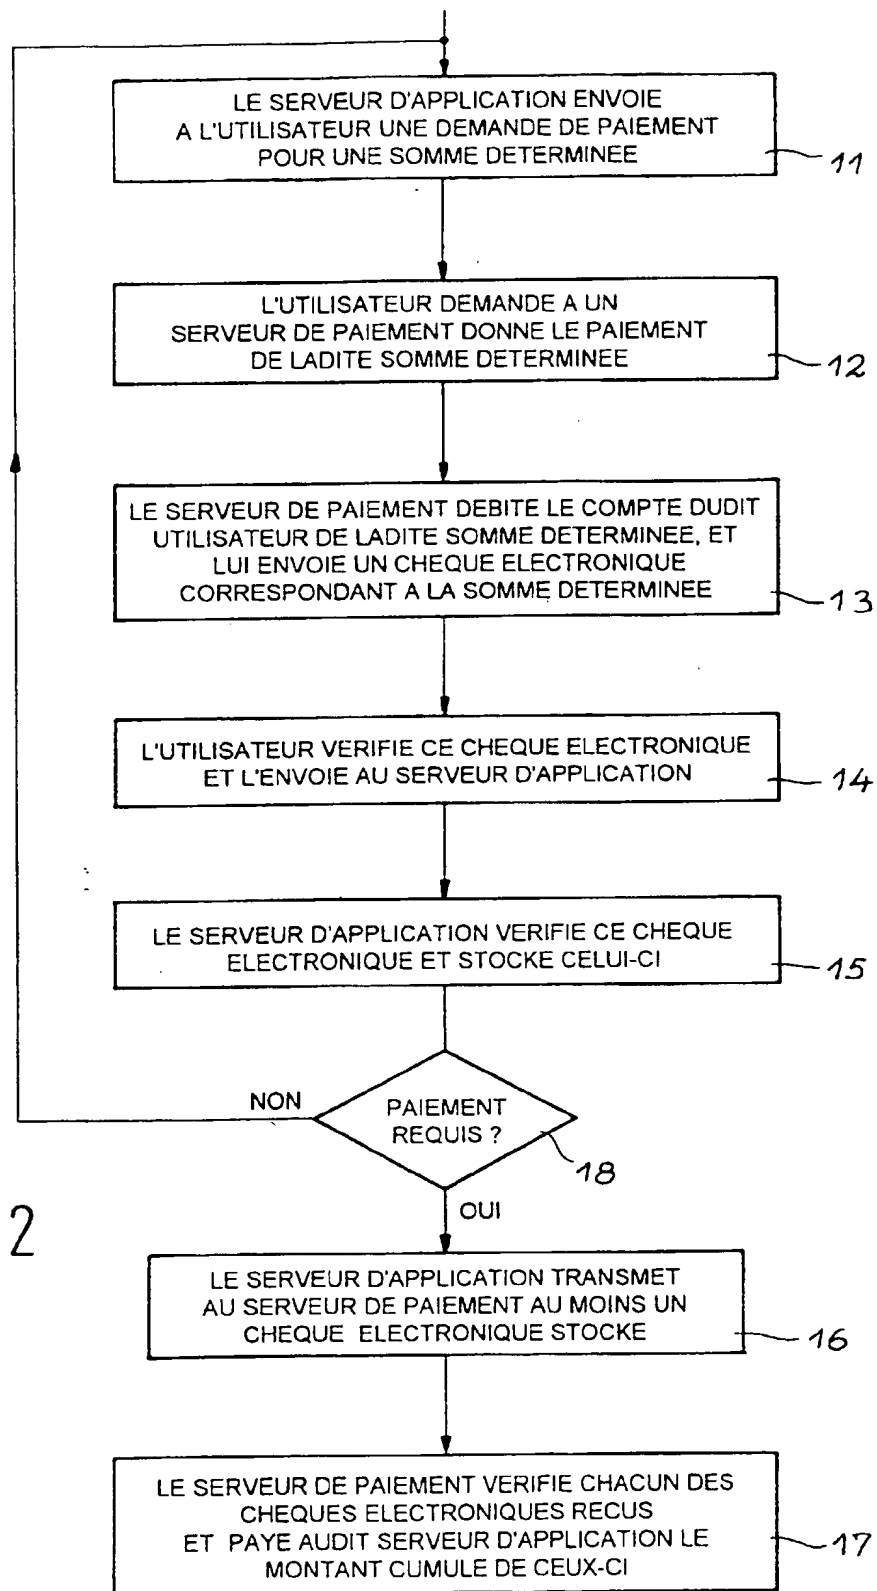 LE SERVEUR D'APPLICATION ENVOIE
A L'UTILISATEUR UNE DEMANDE DE PAIEMENT
POUR UNE SOMME DETERMINEE
11
L'UTILISATEUR DEMANDE A UN
SERVEUR DE PAIEMENT DONNE LE PAIEMENT
DE LADITE SOMME DETERMINEE
12
LE SERVEUR DE PAIEMENT DEBITE LE COMPTE DUDIT
UTILISATEUR DE LADITE SOMME DETERMINEE, ET
LUI ENVOIE UN CHEQUE ELECTRONIQUE
CORRESPONDANT A LA SOMME DETERMINEE
13
L'UTILISATEUR VERIFIE CE CHEQUE ELECTRONIQUE
ET L'ENVOIE AU SERVEUR D'APPLICATION
14
LE SERVEUR D'APPLICATION VERIFIE CE CHEQUE
ELECTRONIQUE ET STOCKE CELUI-CI
15
NON
PAIEMENT
REQUIS ?
18
OUI
2
LE SERVEUR D'APPLICATION TRANSMET
AU SERVEUR DE PAIEMENT AU MOINS UN
CHEQUE ELECTRONIQUE STOCKE
16
LE SERVEUR DE PAIEMENT VERIFIE CHACUN DES
CHEQUES ELECTRONIQUES RECUS
ET PAYE AUDIT SERVEUR D'APPLICATION LE
MONTANT CUMULE DE CEUX-CI
17